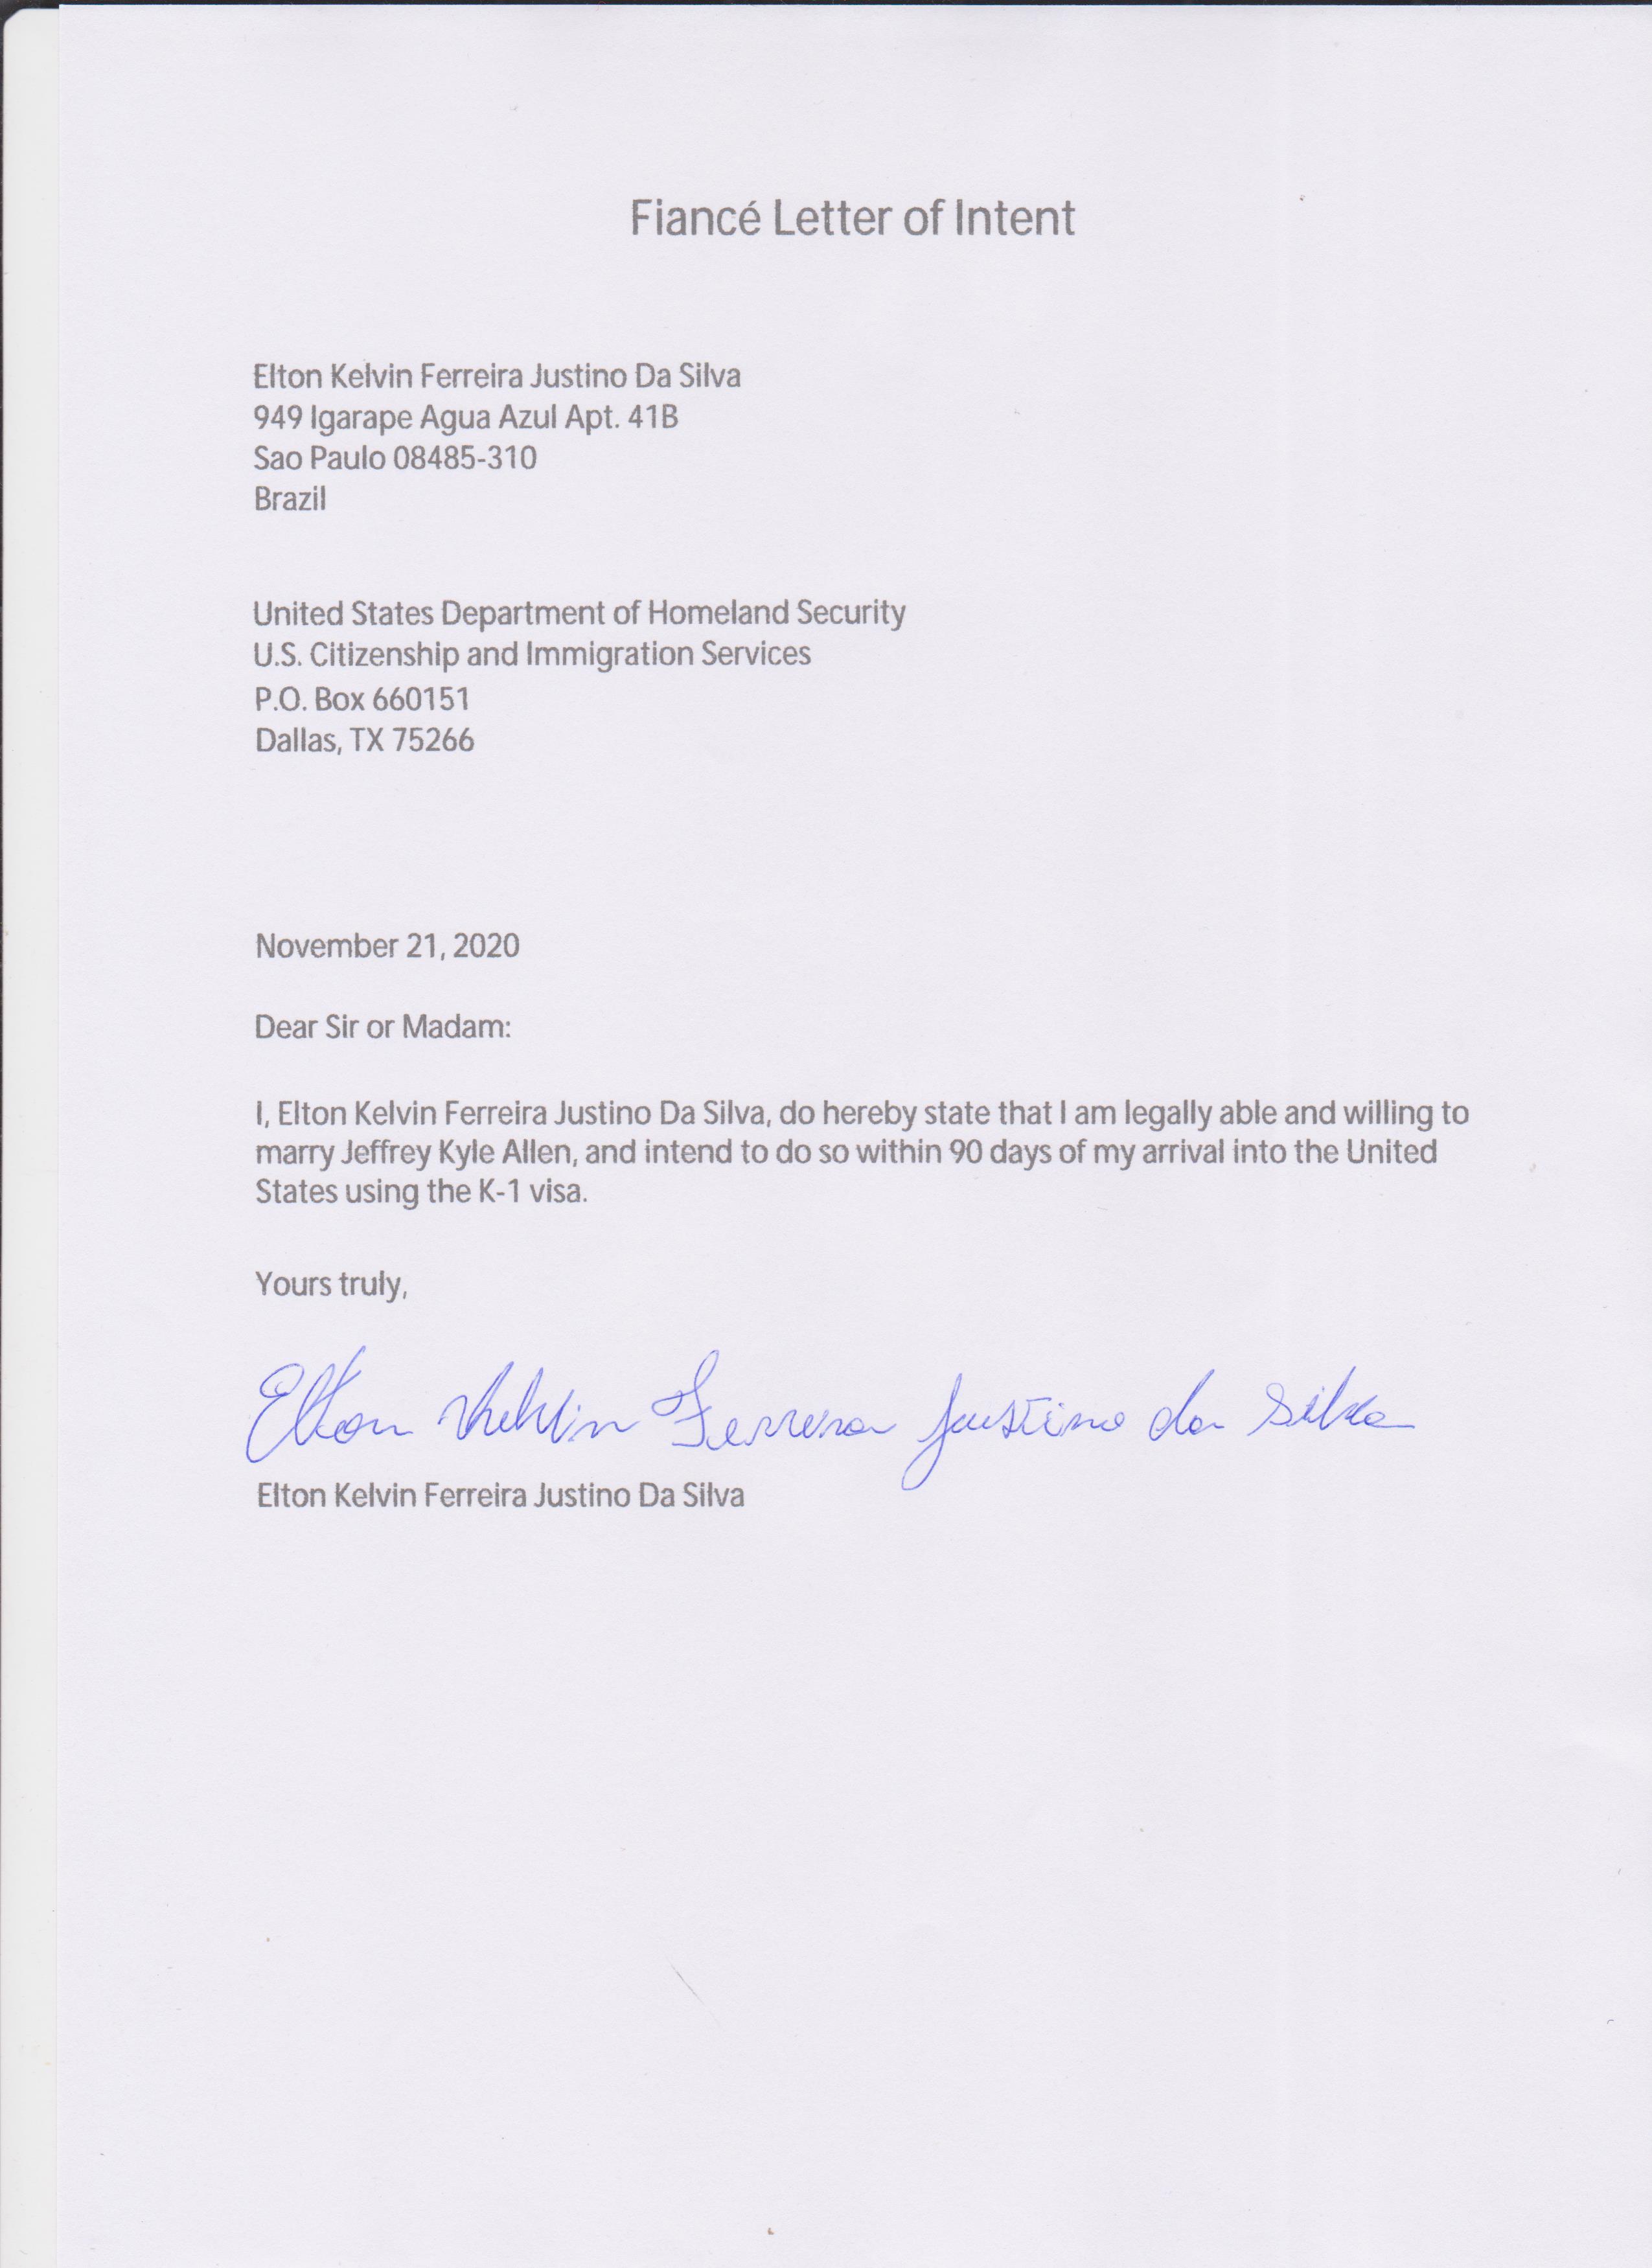 Fiancé Letter of Intent
Elton Kelvin Ferreira Justino Da Silva
949 Igarape Agua Azul Apt. 41B
Sao Paulo 08485-310
Brazil
United States Department of Homeland Security
U.S. Citizenship and Immigration Services
P.O. Box 660151
Dallas, TX 75266
November 21, 2020
Dear Sir or Madam:
I, Elton Kelvin Ferreira Justino Da Silva, do hereby state that I am legally able and willing to
marry Jeffrey Kyle Allen, and intend to do so within 90 days of my arrival into the United
States using the K-1 visa.
Yours truly,
Elton Kelvin Ferreira Justino da Silva
Elton Kelvin Ferreira Justino Da Silva